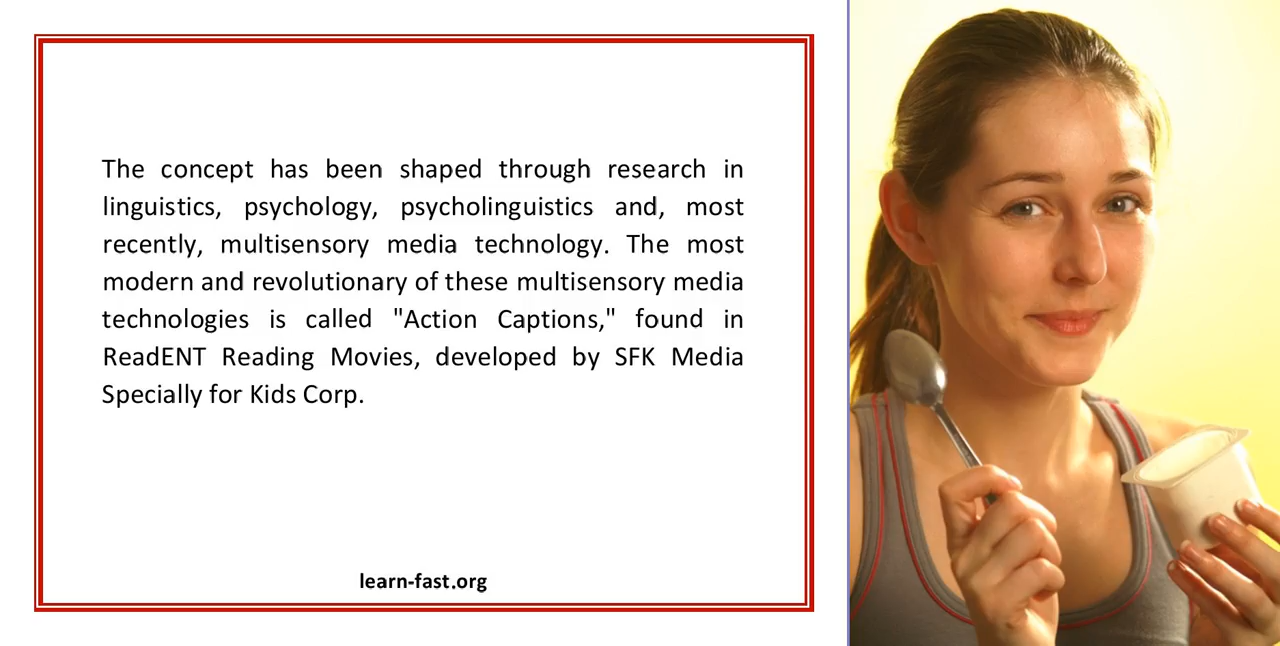 The concept has been shaped through research in
linguistics, psychology, psycholinguistics and, most
recently, multisensory media technology. The most
modern and revolutionary of these multisensory media
technologies is called "Action Captions," found in
ReadENT Reading Movies, developed by SFK Media
Specially for Kids Corp.
learn-fast.org